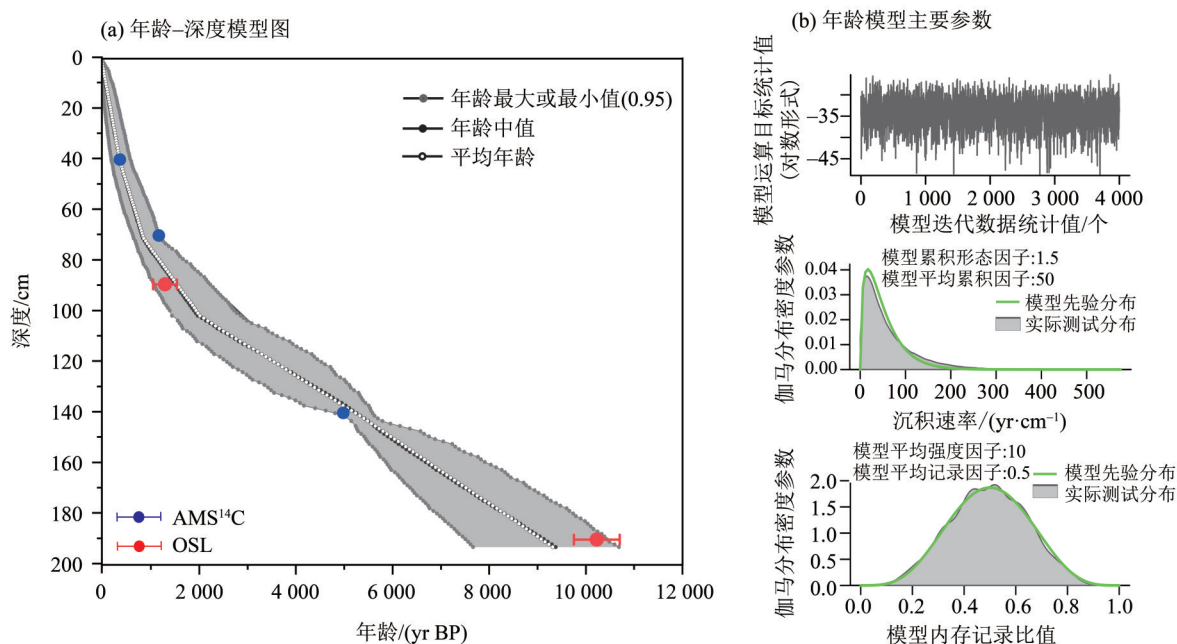 (a) 年龄–深度模型图
0
20
40
60
80
100
120
140
160
180
200
深度/cm
年龄最大或最小值(0.95)
年龄中值
平均年龄
AMS¹⁴C
OSL
0
2 000
4 000
6 000
8 000
10 000
12 000
年龄/(yr BP)
(b) 年龄模型主要参数
模型运算目标统计值
(对数形式)
−35
−45
0
1 000
2 000
3 000
4 000
模型迭代数据统计值/个
伽马分布密度参数
模型累积形态因子:1.5
模型平均累积因子:50
模型先验分布
实际测试分布
0.04
0.03
0.02
0.01
0.00
0
100
200
300
400
500
沉积速率/(yr·cm⁻¹)
伽马分布密度参数
模型平均强度因子:10
模型平均记录因子:0.5
模型先验分布
实际测试分布
2.0
1.5
1.0
0.5
0.0
0.0
0.2
0.4
0.6
0.8
1.0
模型内存记录比值